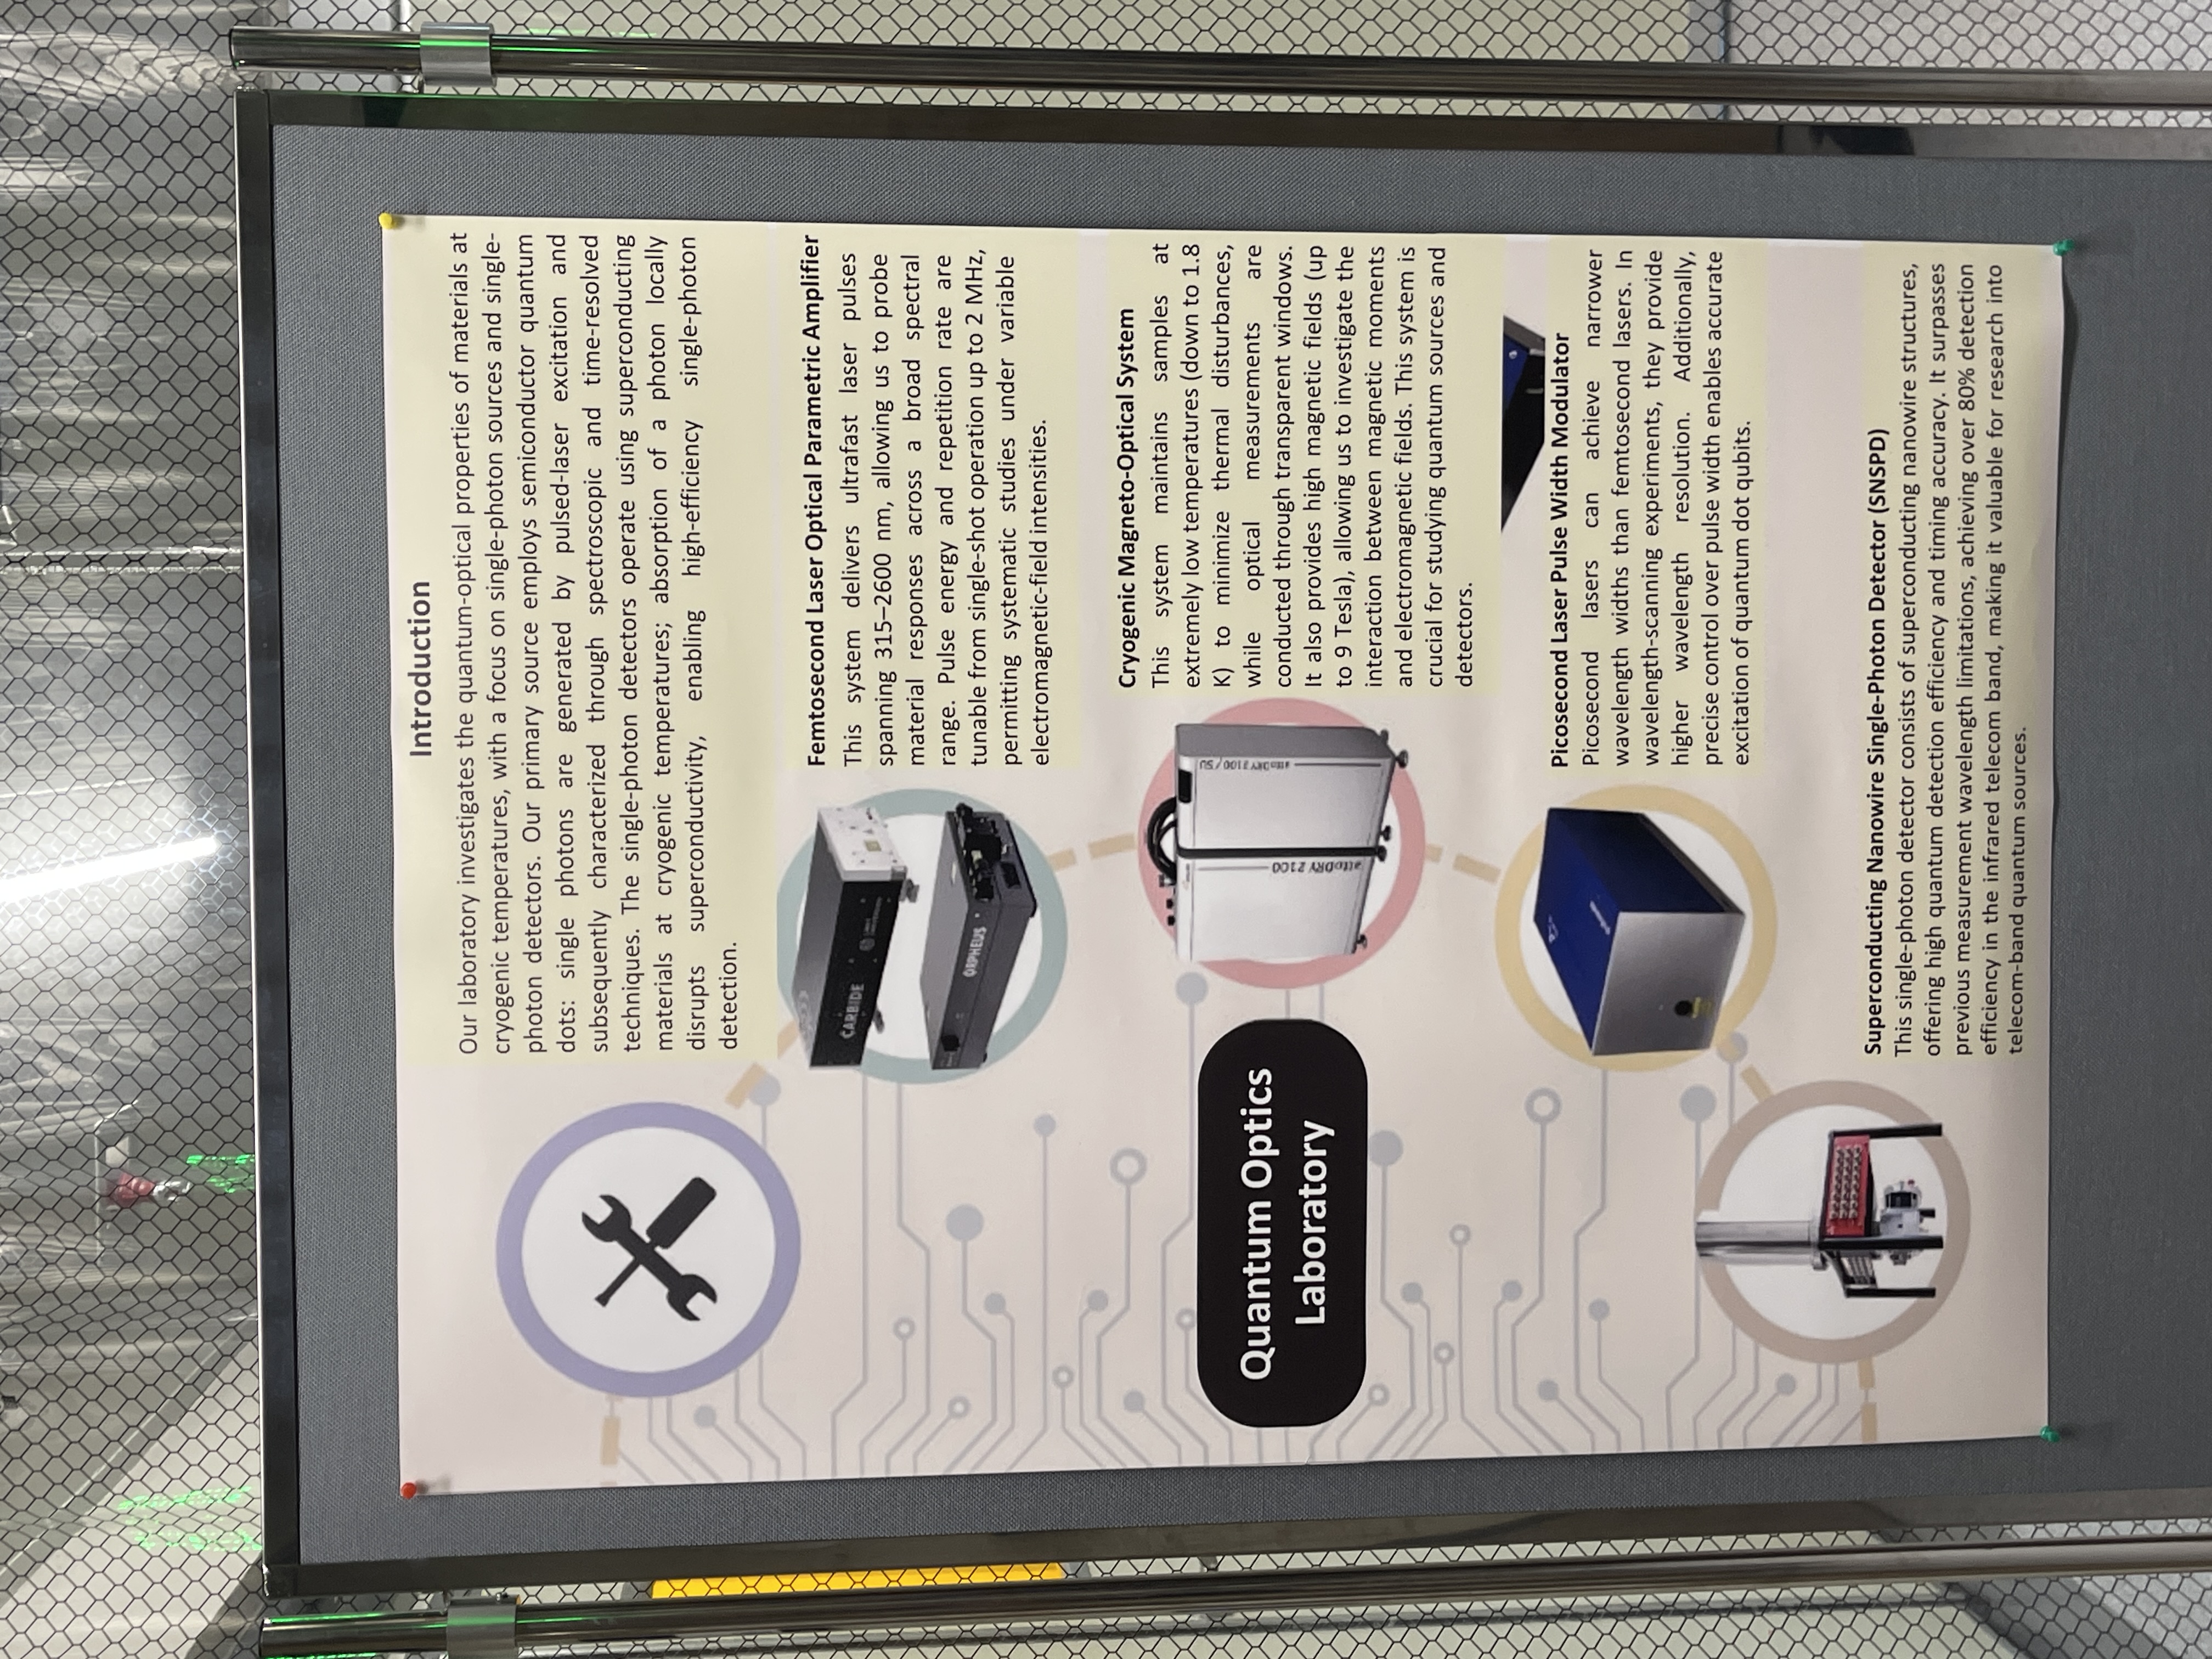 Introduction
Our laboratory investigates the quantum-optical properties of materials at
cryogenic temperatures, with a focus on single-photon sources and single-
photon detectors. Our primary source employs semiconductor quantum
dots: single photons are generated by pulsed-laser excitation and
subsequently characterized through spectroscopic and time-resolved
techniques. The single-photon detectors operate using superconducting
materials at cryogenic temperatures; absorption of a photon locally
disrupts superconductivity, enabling high-efficiency single-photon
detection.
CARBIDE
ORPHEUS
Femtosecond Laser Optical Parametric Amplifier
This system delivers ultrafast laser pulses
spanning 315–2600 nm, allowing us to probe
material responses across a broad spectral
range. Pulse energy and repetition rate are
tunable from single-shot operation up to 2 MHz,
permitting systematic studies under variable
electromagnetic-field intensities.
Quantum Optics
Laboratory
attoDRY 2100
attoDRY 2100 / SU
Cryogenic Magneto-Optical System
This system maintains samples at
extremely low temperatures (down to 1.8
K) to minimize thermal disturbances,
while optical measurements are
conducted through transparent windows.
It also provides high magnetic fields (up
to 9 Tesla), allowing us to investigate the
interaction between magnetic moments
and electromagnetic fields. This system is
crucial for studying quantum sources and
detectors.
Picosecond Laser Pulse Width Modulator
Picosecond lasers can achieve narrower
wavelength widths than femtosecond lasers. In
wavelength-scanning experiments, they provide
higher wavelength resolution. Additionally,
precise control over pulse width enables accurate
excitation of quantum dot qubits.
Superconducting Nanowire Single-Photon Detector (SNSPD)
This single-photon detector consists of superconducting nanowire structures,
offering high quantum detection efficiency and timing accuracy. It surpasses
previous measurement wavelength limitations, achieving over 80% detection
efficiency in the infrared telecom band, making it valuable for research into
telecom-band quantum sources.